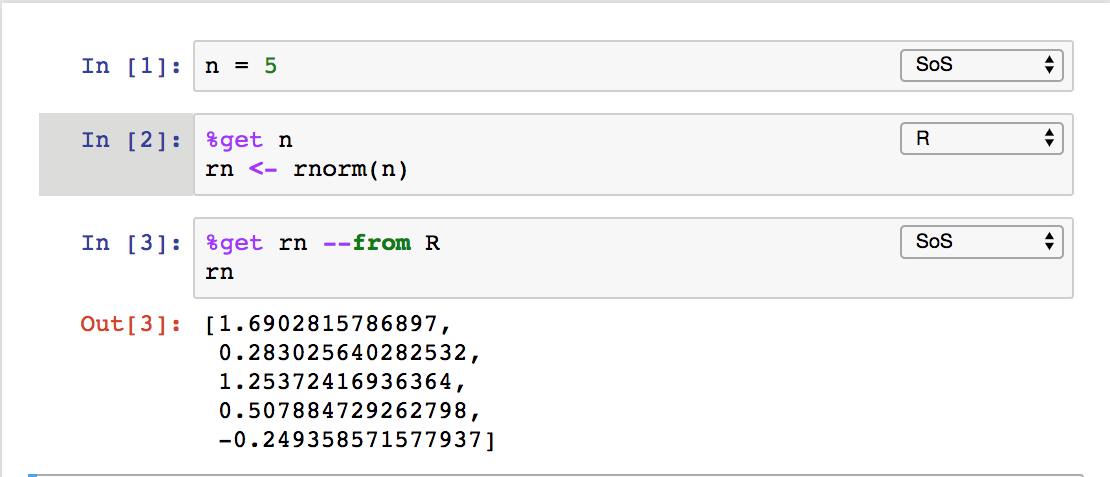 In [1]: n = 5 SoS
In [2]: %get n R
rn <- rnorm(n)
In [3]: %get rn --from R SoS
rn
Out[3]: [1.6902815786897,
0.283025640282532,
1.25372416936364,
0.507884729262798,
-0.249358571577937]